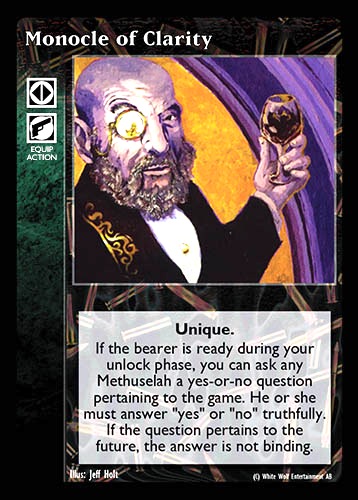 Monocle of Clarity
EQUIP
ACTION
Unique.
If the bearer is ready during your
unlock phase, you can ask any
Methuselah a yes-or-no question
pertaining to the game. He or she
must answer "yes" or "no" truthfully.
If the question pertains to the
future, the answer is not binding.
Illus: Jeff Holt
(C) White Wolf Entertainment AB